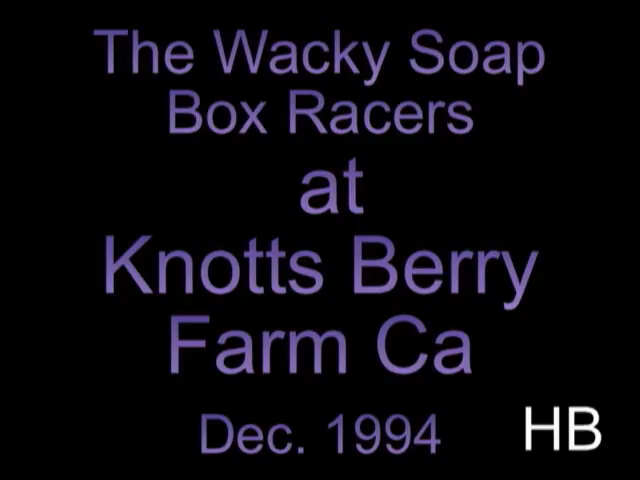 The Wacky Soap
Box Racers
at
Knotts Berry
Farm Ca
Dec. 1994
HB